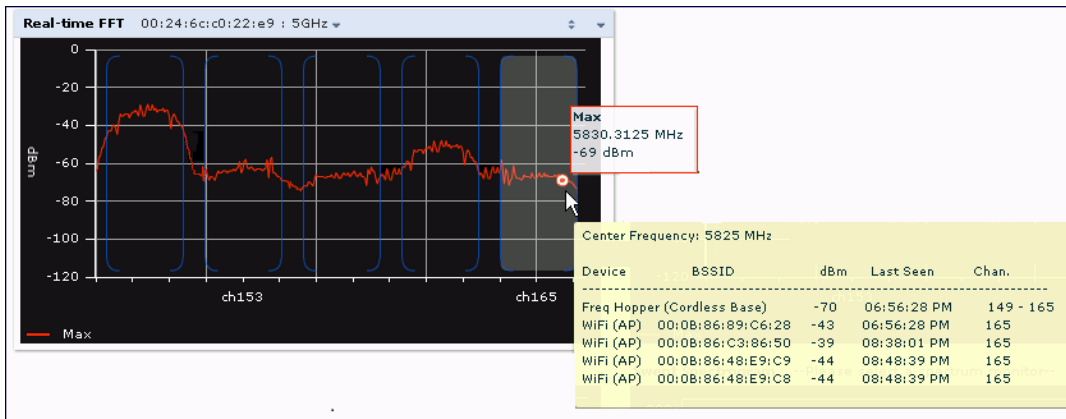 Real-time FFT 00:24:6c:c0:22:e9 : 5GHz
0
-20
-40
-60
-80
-100
-120
dBm
ch153 ch165
Max
Max
5830.3125 MHz
-69 dBm
Center Frequency: 5825 MHz
Device BSSID dBm Last Seen Chan.
Freq Hopper (Cordless Base) -70 06:56:28 PM 149 - 165
WiFi (AP) 00:0B:86:89:C6:28 -43 06:56:28 PM 165
WiFi (AP) 00:0B:86:C3:86:50 -39 08:38:01 PM 165
WiFi (AP) 00:0B:86:48:E9:C9 -44 08:48:39 PM 165
WiFi (AP) 00:0B:86:48:E9:C8 -44 08:48:39 PM 165